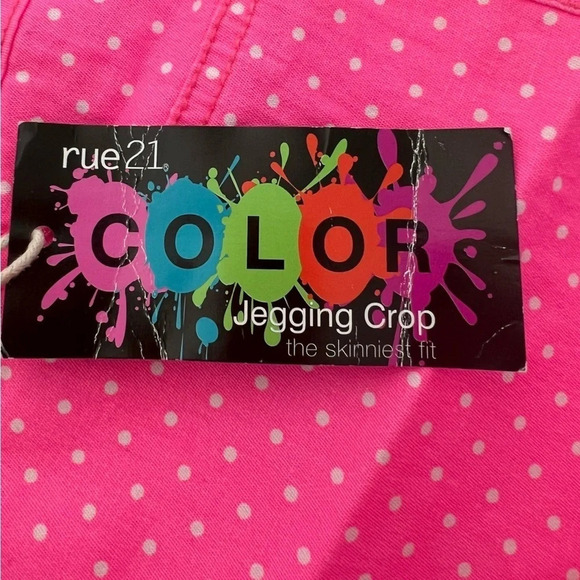 rue21
COLOR
Jegging Crop
the skinniest fit